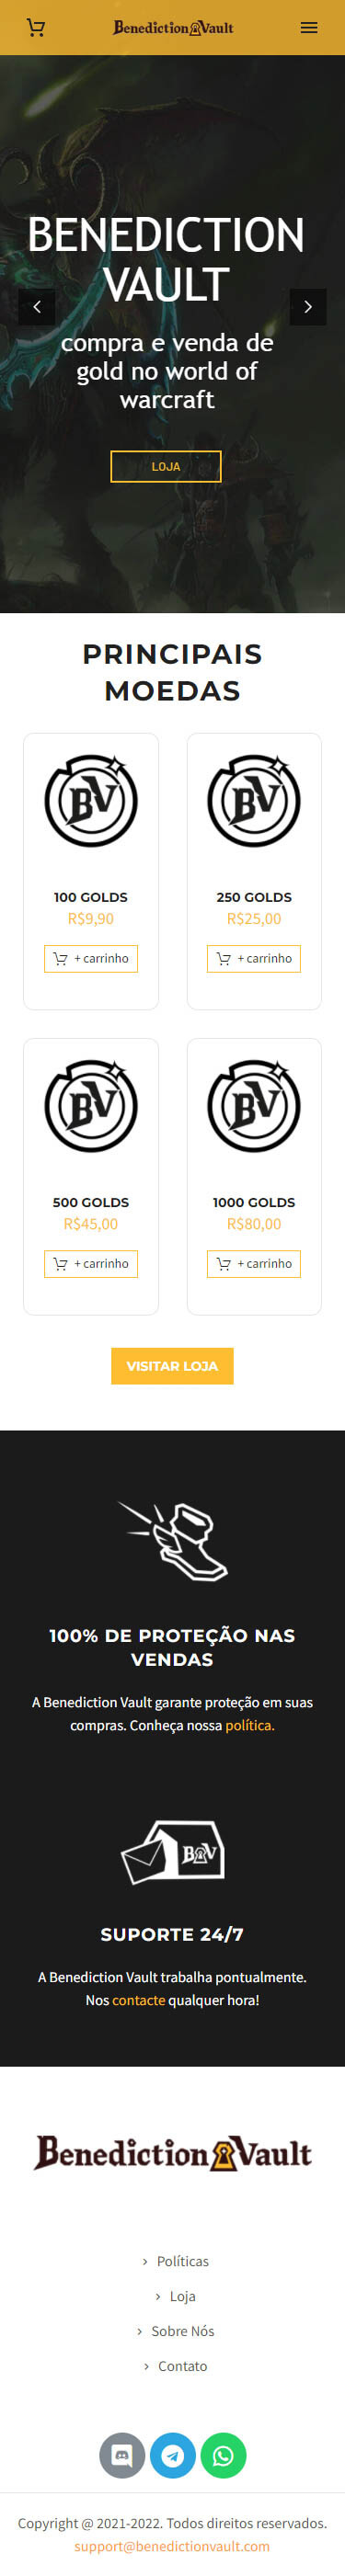 Benediction Vault
BENEDICTION
VAULT
compra e venda de
gold no world of
warcraft
LOJA
PRINCIPAIS
MOEDAS
BV
BV
100 GOLDS
250 GOLDS
R$9,90
R$25,00
+ carrinho
+ carrinho
BV
BV
500 GOLDS
1000 GOLDS
R$45,00
R$80,00
+ carrinho
+ carrinho
VISITAR LOJA
100% DE PROTEÇÃO NAS
VENDAS
A Benediction Vault garante proteção em suas
compras. Conheça nossa política.
BV
SUPORTE 24/7
A Benediction Vault trabalha pontualmente.
Nos contacte qualquer hora!
Benediction Vault
Políticas
Loja
Sobre Nós
Contato
Copyright @ 2021-2022. Todos direitos reservados.
support@benedictionvault.com